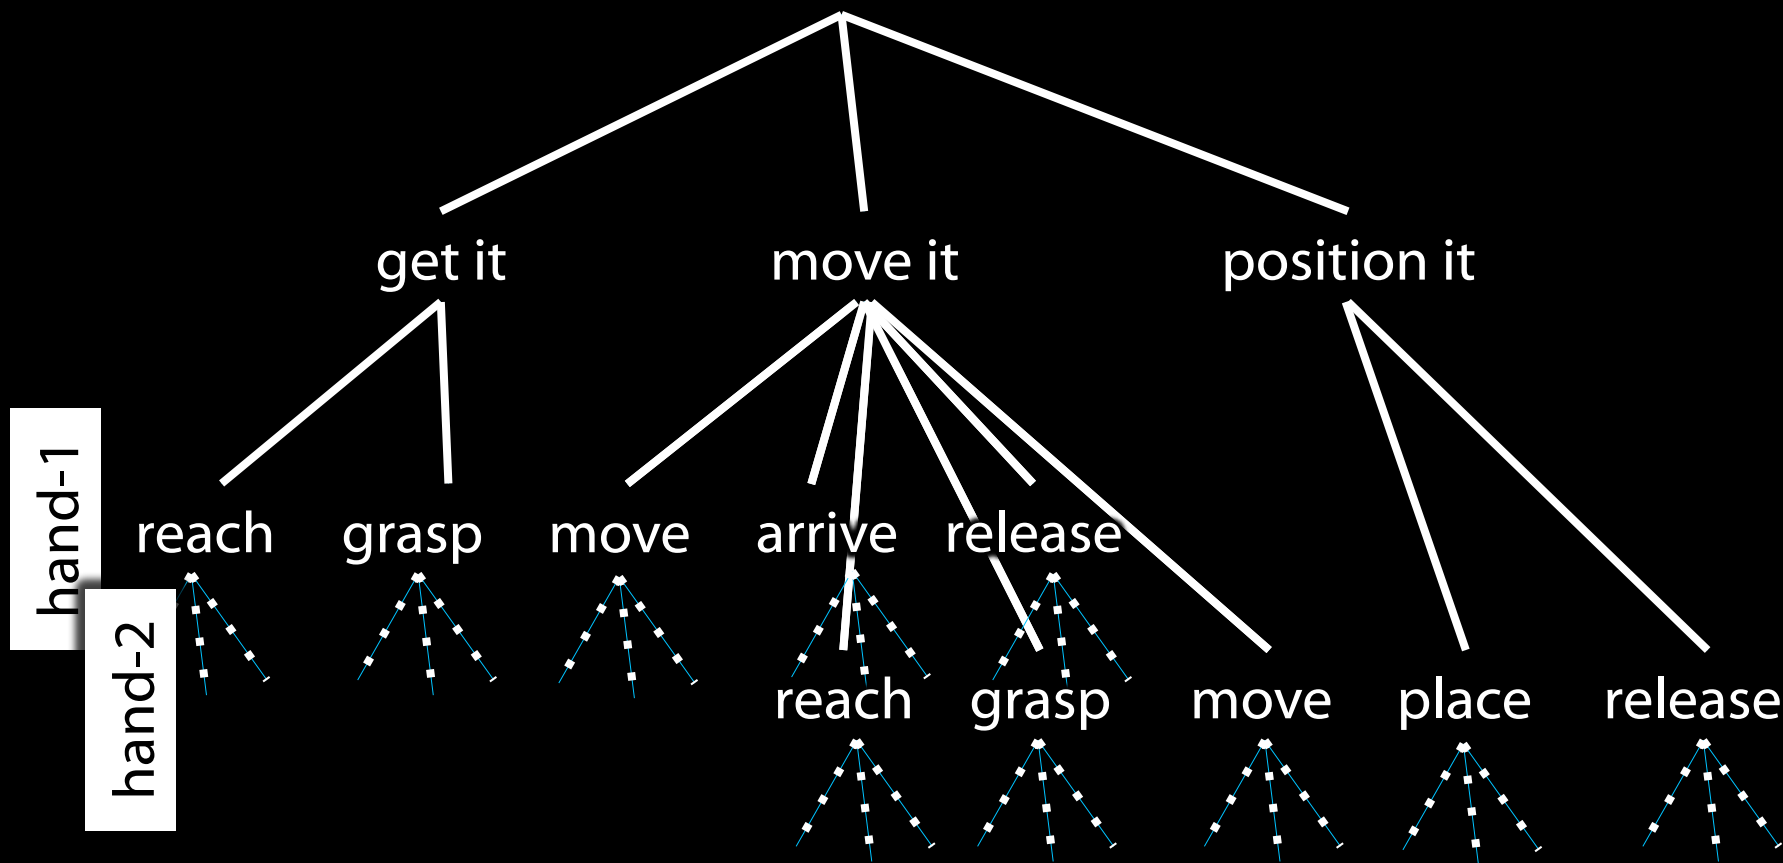 get it move it position it
hand-1
reach grasp move arrive release
hand-2
reach grasp move place release